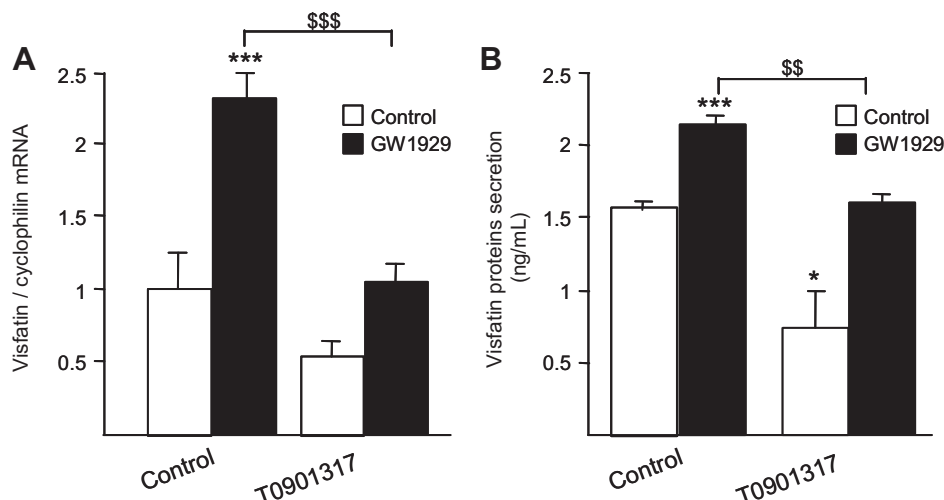 A
$$$
***
2.5
2
1.5
1
0.5
Visfatin / cyclophilin mRNA
Control
GW1929
Control
T0901317
B
$$
***
*
2.5
2
1.5
1
0.5
Visfatin proteins secretion
(ng/mL)
Control
GW1929
Control
T0901317